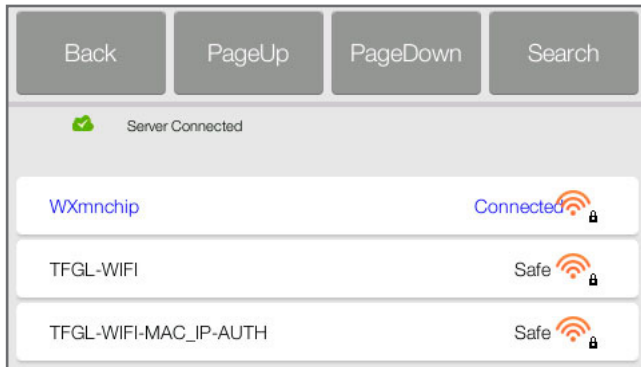 Back PageUp PageDown Search
Server Connected
WXmnchip Connected
TFGL-WIFI Safe
TFGL-WIFI-MAC_IP-AUTH Safe